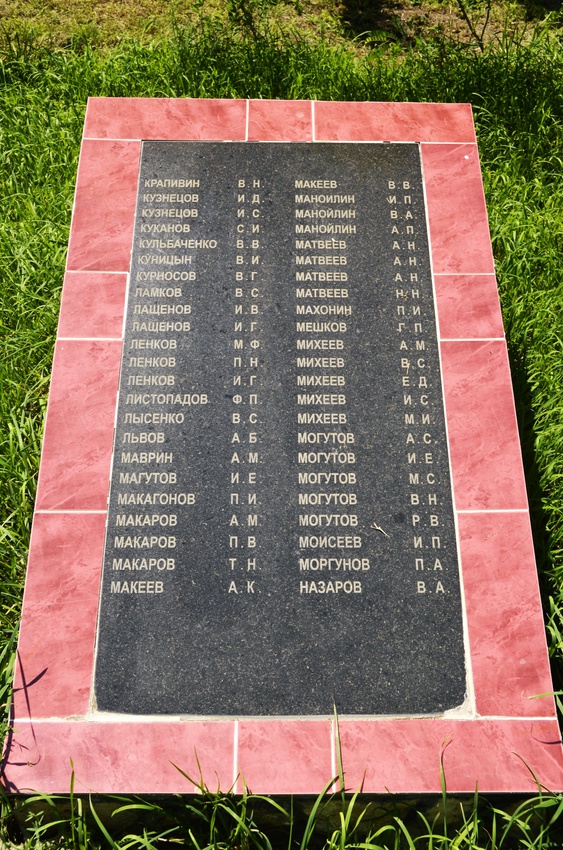 КРАПИВИН В. Н.
КУЗНЕЦОВ И. Д.
КУЗНЕЦОВ И. С.
КУКАНОВ С. И.
КУЛЬБАЧЕНКО В. В.
КУНИЦЫН В. И.
КУРНОСОВ В. Г.
ЛАМКОВ В. С.
ЛАЩЕНОВ И. В.
ЛАЩЕНОВ И. Г.
ЛЕНКОВ М. Ф.
ЛЕНКОВ П. Н.
ЛЕНКОВ И. Г.
ЛИСТОПАДОВ Ф. П.
ЛЫСЕНКО В. С.
ЛЬВОВ А. Б.
МАВРИН А. М.
МАГУТОВ И. Е.
МАКАГОНОВ П. И.
МАКАРОВ А. М.
МАКАРОВ П. В.
МАКАРОВ Т. Н.
МАКЕЕВ А. К.
МАКЕЕВ В. В.
МАНОИЛИН И. П.
МАНОЙЛИН В. А.
МАНОЙЛИН А. П.
МАТВЕЕВ А. Н.
МАТВЕЕВ А. Н.
МАТВЕЕВ А. Н.
МАТВЕЕВ Н. Н.
МАХОНИН П. И.
МЕШКОВ Г. П.
МИХЕЕВ А. М.
МИХЕЕВ В. С.
МИХЕЕВ Е. Д.
МИХЕЕВ И. С.
МИХЕЕВ М. И.
МОГУТОВ А. С.
МОГУТОВ И. Е.
МОГУТОВ М. С.
МОГУТОВ В. Н.
МОГУТОВ Р. В.
МОИСЕЕВ И. П.
МОРГУНОВ П. А.
НАЗАРОВ В. А.